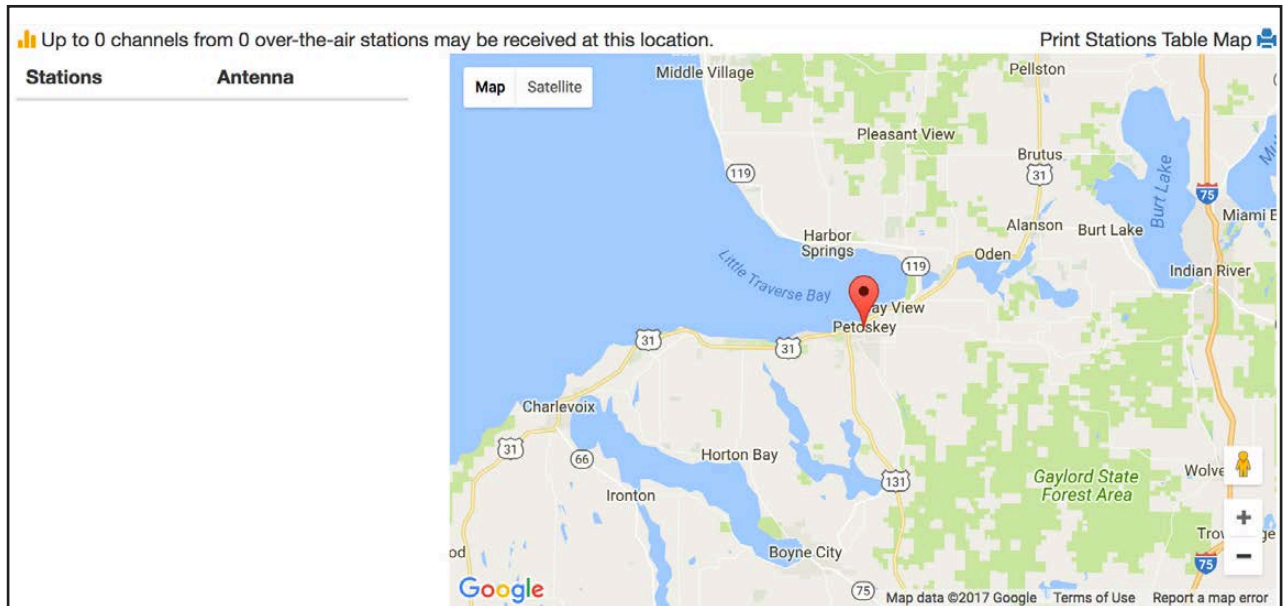 Up to 0 channels from 0 over-the-air stations may be received at this location.
Print Stations Table Map
Stations Antenna
Map Satellite
Middle Village
Pellston
Pleasant View
Brutus
31
119
Burt Lake
75
Miami
Alanson
Burt Lake
Harbor
Springs
Oden
119
Indian River
Little Traverse Bay
ay View
Petoskey
31
31
Charlevoix
31
66
Horton Bay
131
Gaylord State
Forest Area
Wolve
Ironton
+
Boyne City
−
75
75
Google
Map data ©2017 Google Terms of Use Report a map error